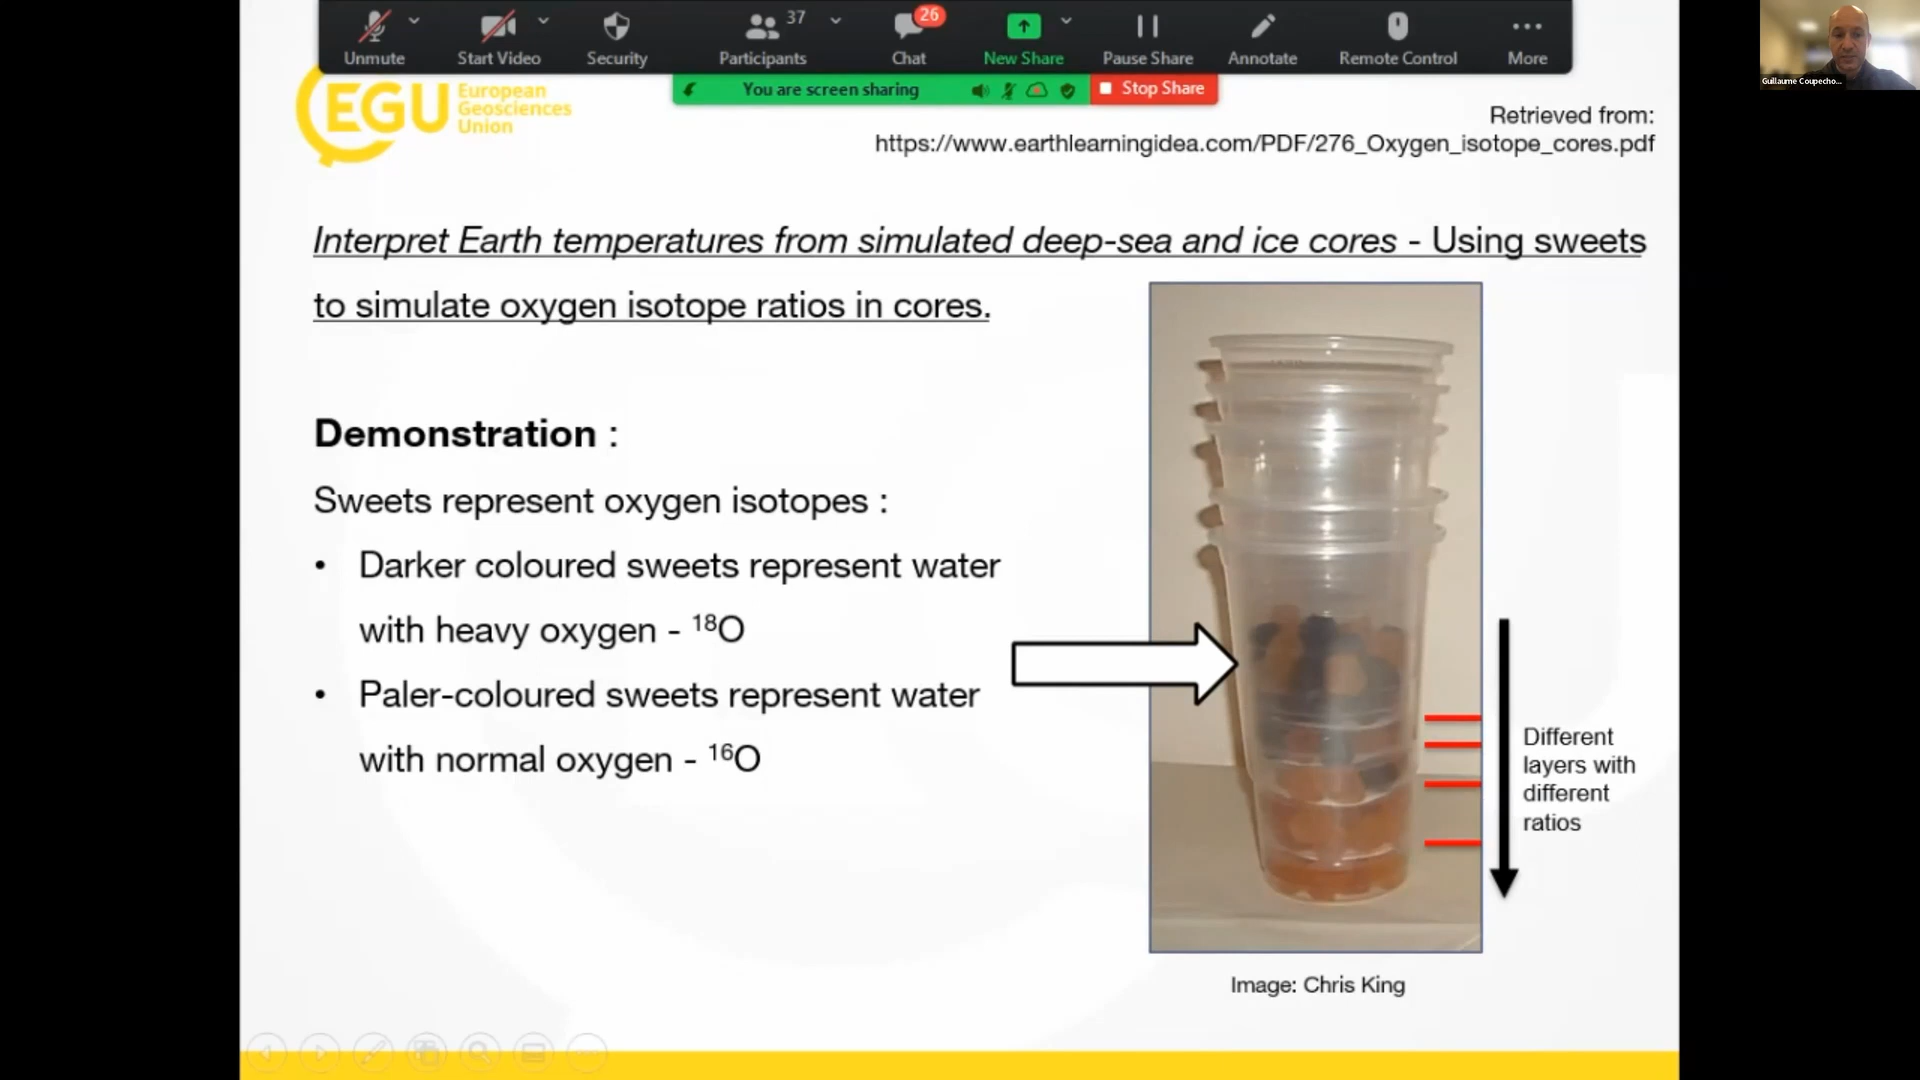 Unmute
Start Video
Security
37
Participants
26
Chat
New Share
Pause Share
Annotate
Remote Control
More
You are screen sharing
Stop Share
Guillaume Coupecho...
EGU European
Geosciences
Union
Retrieved from:
https://www.earthlearningidea.com/PDF/276_Oxygen_isotope_cores.pdf
Interpret Earth temperatures from simulated deep-sea and ice cores - Using sweets
to simulate oxygen isotope ratios in cores.
Demonstration :
Sweets represent oxygen isotopes :
• Darker coloured sweets represent water
with heavy oxygen - ¹⁸O
• Paler-coloured sweets represent water
with normal oxygen - ¹⁶O
Different
layers with
different
ratios
Image: Chris King